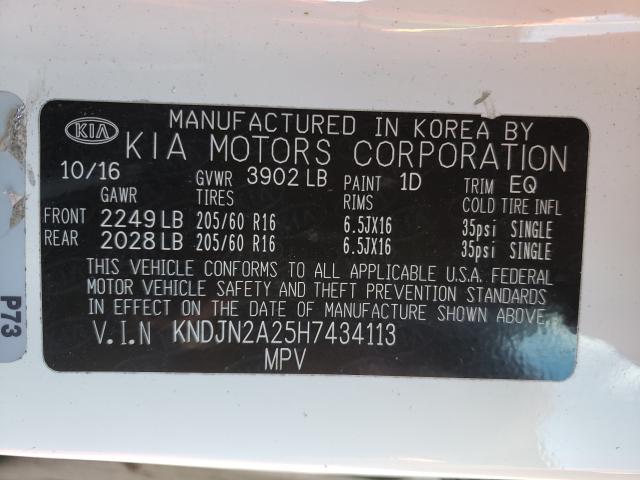 KIA
MANUFACTURED IN KOREA BY
KIA MOTORS CORPORATION
10/16 GVWR 3902 LB PAINT 1D TRIM EQ
GAWR TIRES RIMS COLD TIRE INFL
FRONT 2249 LB 205/60 R16 6.5JX16 35psi SINGLE
REAR 2028 LB 205/60 R16 6.5JX16 35psi SINGLE
THIS VEHICLE CONFORMS TO ALL APPLICABLE U.S.A. FEDERAL
MOTOR VEHICLE SAFETY AND THEFT PREVENTION STANDARDS
IN EFFECT ON THE DATE OF MANUFACTURE SHOWN ABOVE.
V.I.N KNDJN2A25H7434113
MPV
P73